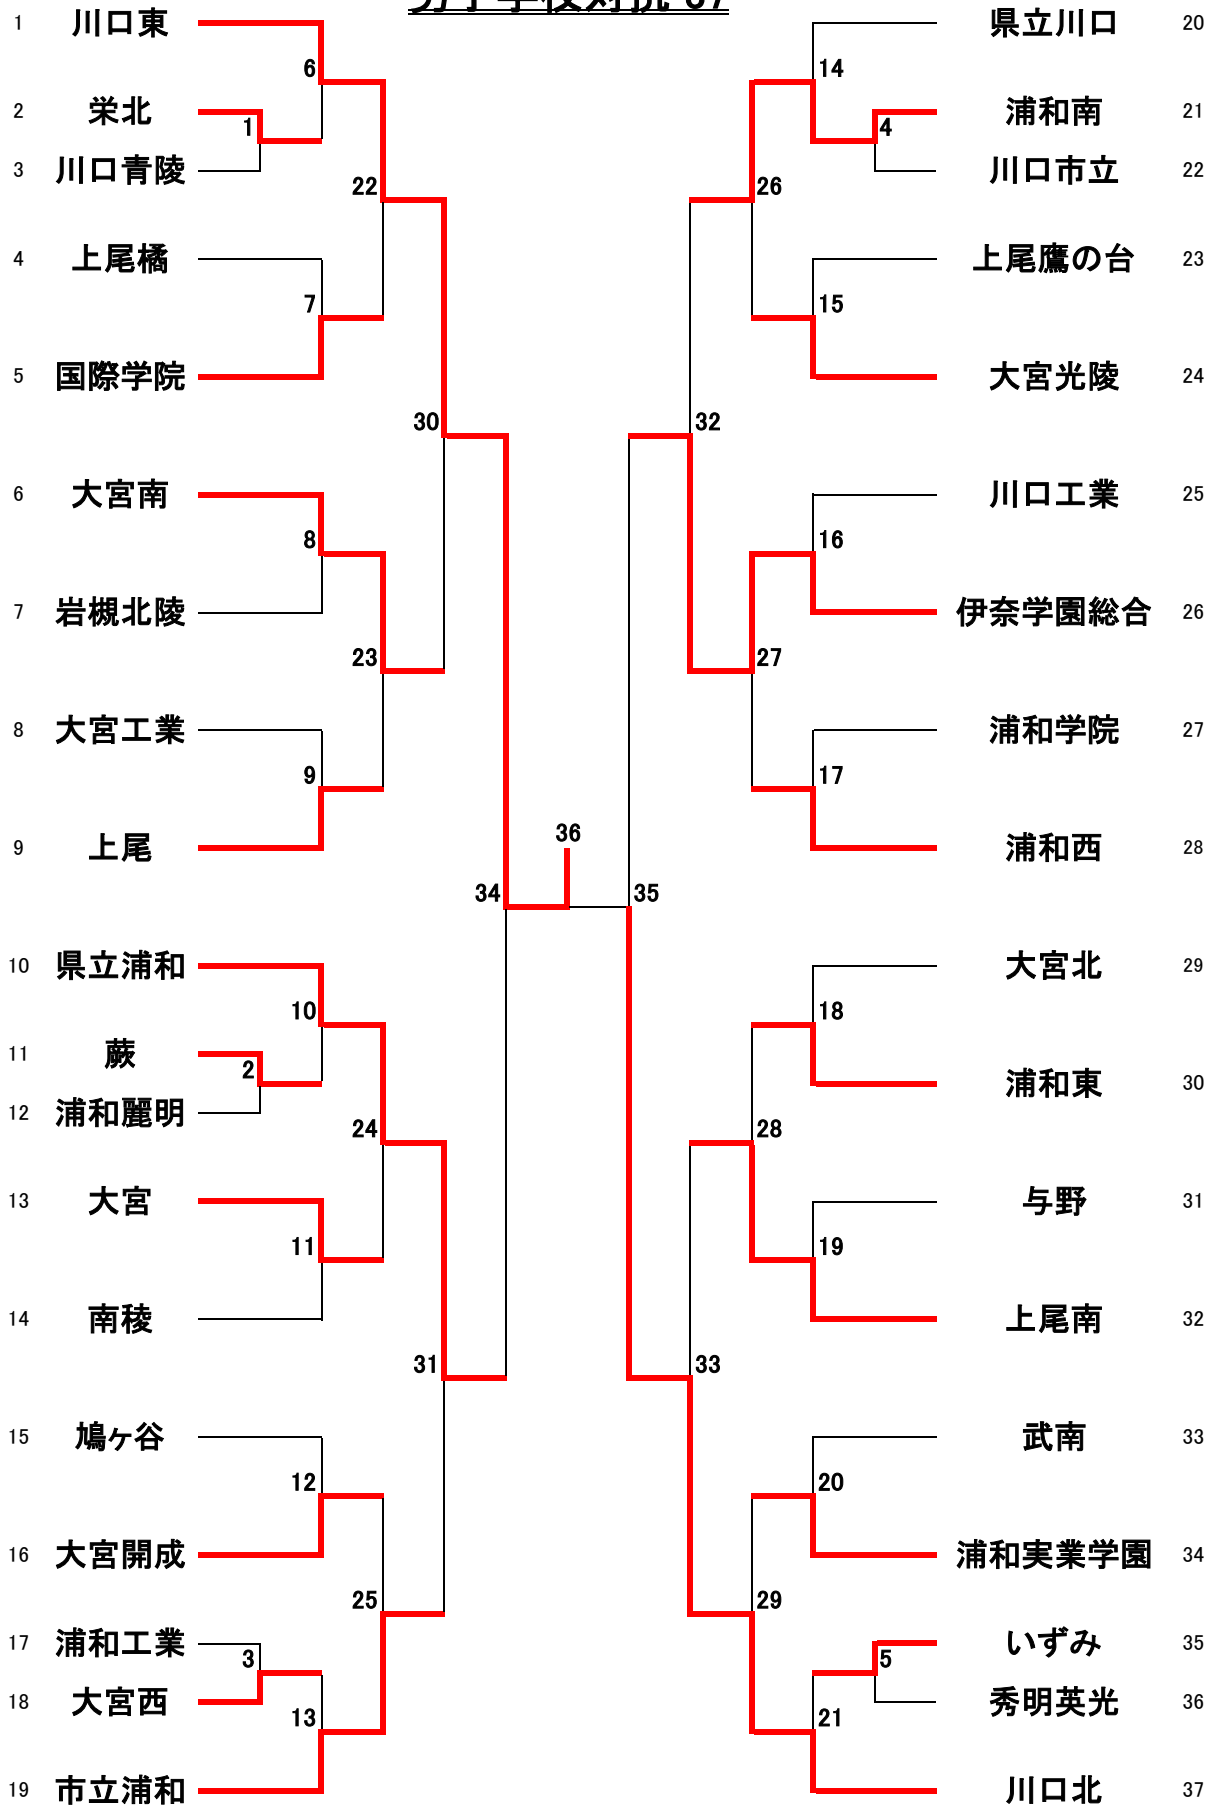 男子学校対抗 37
1 川口東
2 栄北
3 川口青陵
4 上尾橘
5 国際学院
6 大宮南
7 岩槻北陵
8 大宮工業
9 上尾
10 県立浦和
11 蕨
12 浦和麗明
13 大宮
14 南稜
15 鳩ヶ谷
16 大宮開成
17 浦和工業
18 大宮西
19 市立浦和
6
1
22
7
30
8
23
9
34
10
2
24
11
31
12
25
3
13
36
35
14
4
26
15
32
16
27
17
18
28
19
33
20
29
5
21
県立川口 20
浦和南 21
川口市立 22
上尾鷹の台 23
大宮光陵 24
川口工業 25
伊奈学園総合 26
浦和学院 27
浦和西 28
大宮北 29
浦和東 30
与野 31
上尾南 32
武南 33
浦和実業学園 34
いずみ 35
秀明英光 36
川口北 37